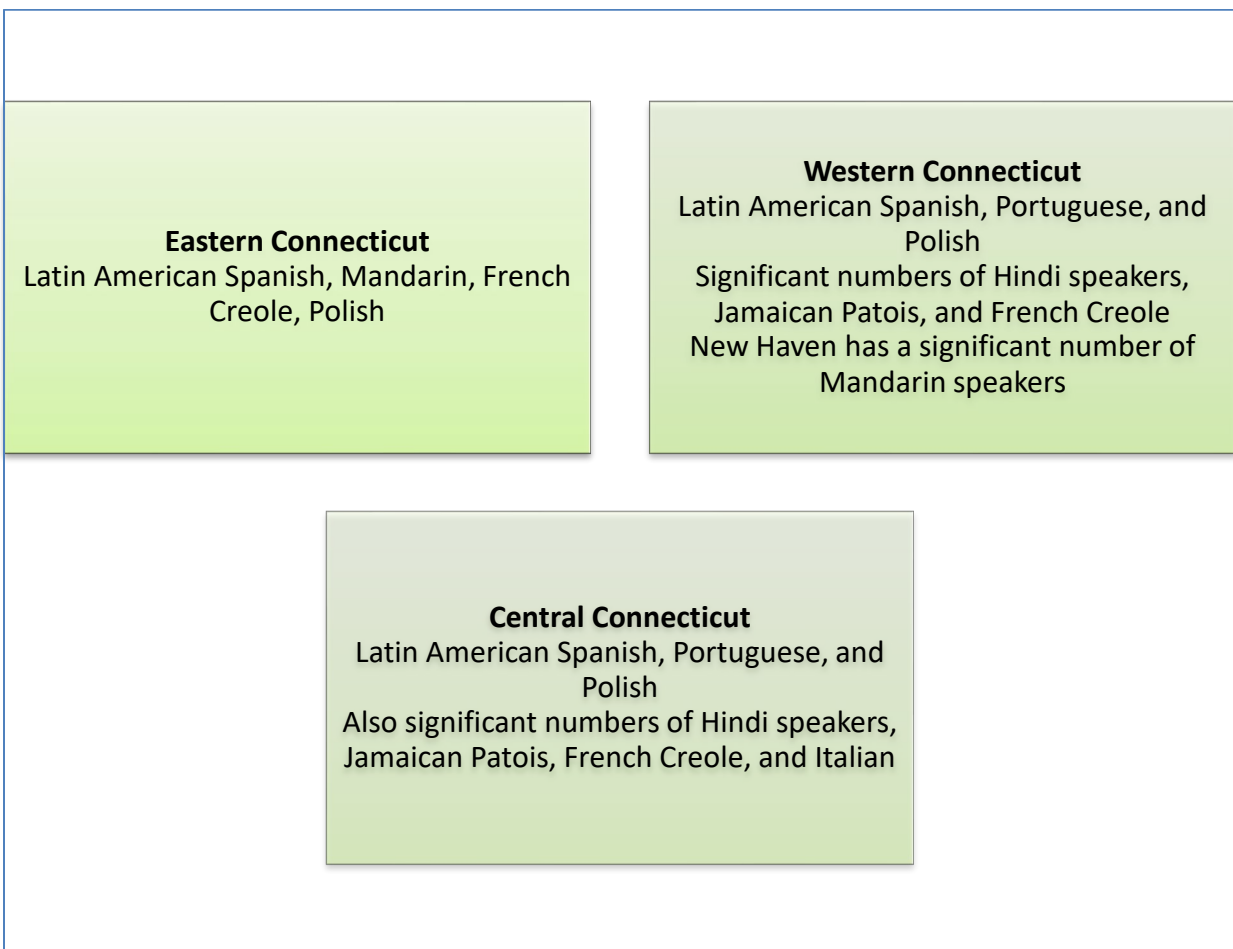 Eastern Connecticut
Latin American Spanish, Mandarin, French
Creole, Polish
Western Connecticut
Latin American Spanish, Portuguese, and
Polish
Significant numbers of Hindi speakers,
Jamaican Patois, and French Creole
New Haven has a significant number of
Mandarin speakers
Central Connecticut
Latin American Spanish, Portuguese, and
Polish
Also significant numbers of Hindi speakers,
Jamaican Patois, French Creole, and Italian